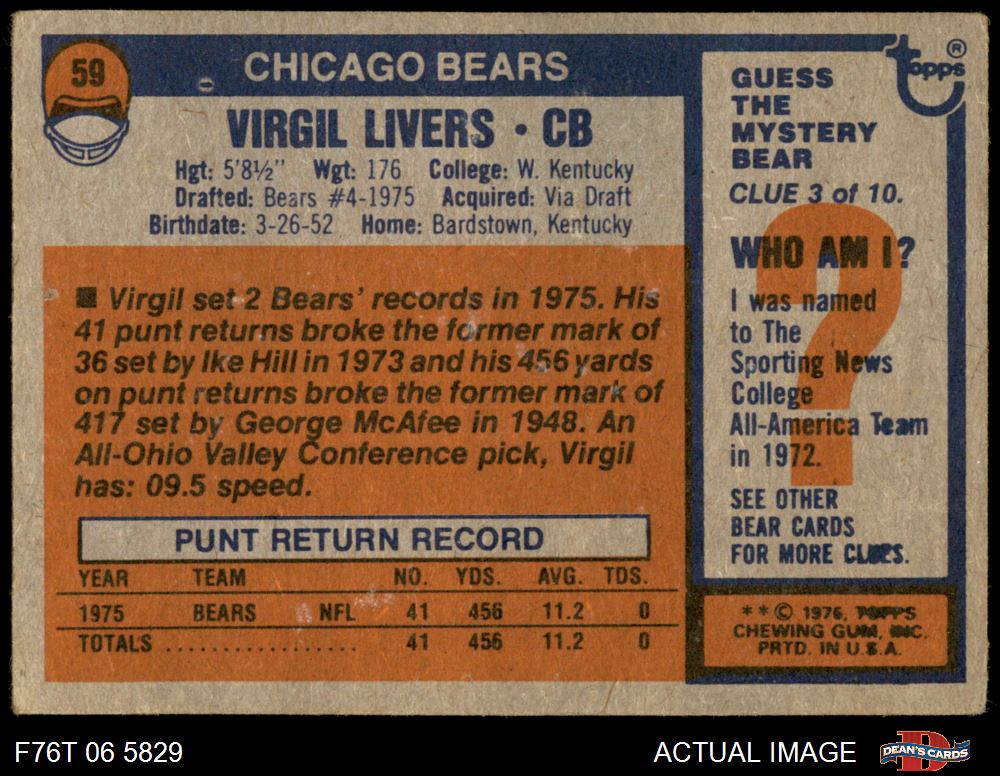 59
CHICAGO BEARS
VIRGIL LIVERS • CB
Hgt: 5'8½" Wgt: 176 College: W. Kentucky
Drafted: Bears #4-1975 Acquired: Via Draft
Birthdate: 3-26-52 Home: Bardstown, Kentucky
■ Virgil set 2 Bears' records in 1975. His
41 punt returns broke the former mark of
36 set by Ike Hill in 1973 and his 456 yards
on punt returns broke the former mark of
417 set by George McAfee in 1948. An
All-Ohio Valley Conference pick, Virgil
has: 09.5 speed.
PUNT RETURN RECORD
YEAR TEAM NO. YDS. AVG. TDS.
1975 BEARS NFL 41 456 11.2 0
TOTALS ................. 41 456 11.2 0
Topps ®
GUESS
THE
MYSTERY
BEAR
CLUE 3 of 10.
WHO AM I?
?
I was named
to The
Sporting News
College
All-America Team
in 1972.
SEE OTHER
BEAR CARDS
FOR MORE CLUES.
* * © 1976, TOPPS
CHEWING GUM, INC.
PRTD. IN U.S.A.
F76T 06 5829
ACTUAL IMAGE
D
DEAN'S CARDS